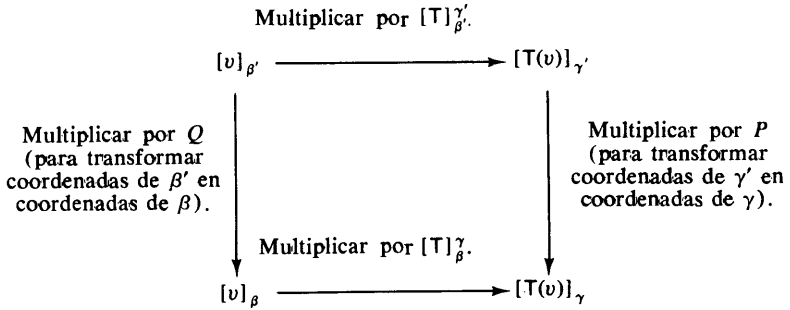 Multiplicar por [T]^{γ′}_{β′}.
[υ]_{β′}
[T(υ)]_{γ′}
Multiplicar por Q
(para transformar
coordenadas de β′ en
coordenadas de β).
Multiplicar por P
(para transformar
coordenadas de γ′ en
coordenadas de γ).
Multiplicar por [T]^{γ}_{β}.
[υ]_{β}
[T(υ)]_{γ}